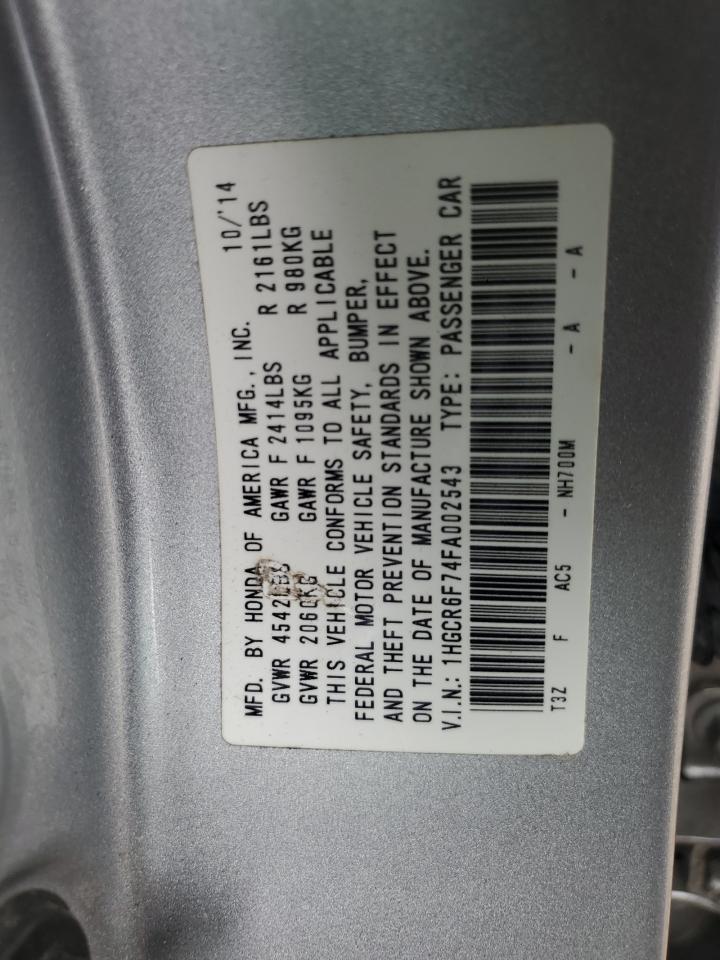 MFD. BY HONDA OF AMERICA MFG., INC. 10/'14
GVWR 4542LBS GAWR F 2414LBS R 2161LBS
GVWR 2060KG GAWR F 1095KG R 980KG
THIS VEHICLE CONFORMS TO ALL APPLICABLE
FEDERAL MOTOR VEHICLE SAFETY, BUMPER,
AND THEFT PREVENTION STANDARDS IN EFFECT
ON THE DATE OF MANUFACTURE SHOWN ABOVE.
V.I.N.: 1HGCR6F74FA002543 TYPE: PASSENGER CAR
T3Z F AC5 - NH700M - A - A